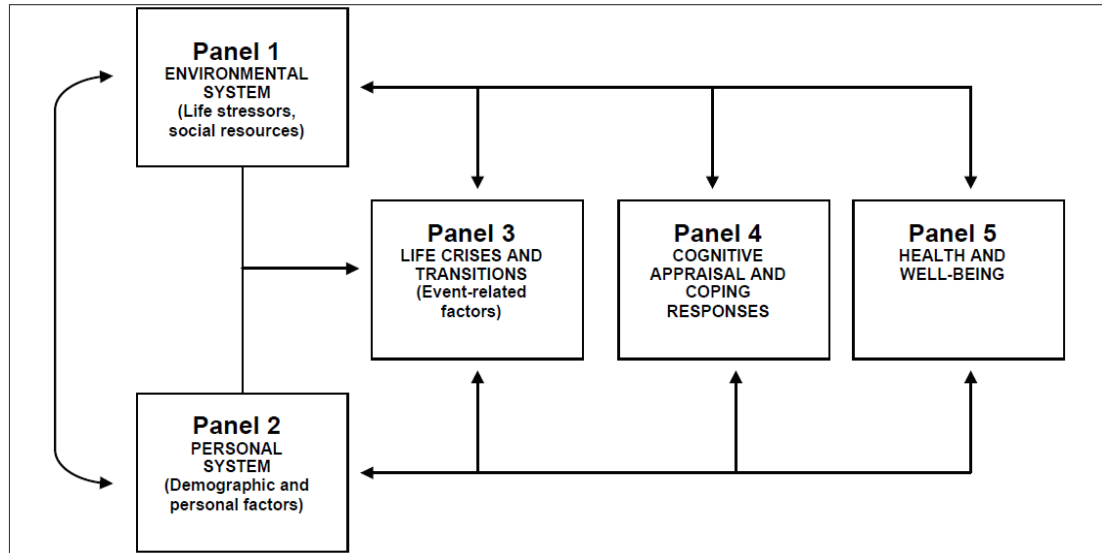 Panel 1
ENVIRONMENTAL
SYSTEM
(Life stressors,
social resources)
Panel 3
LIFE CRISES AND
TRANSITIONS
(Event-related
factors)
Panel 4
COGNITIVE
APPRAISAL AND
COPING
RESPONSES
Panel 5
HEALTH AND
WELL-BEING
Panel 2
PERSONAL
SYSTEM
(Demographic and
personal factors)